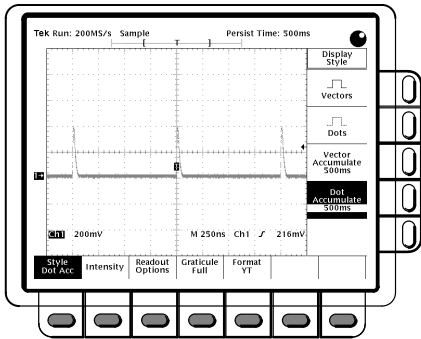 Tek Run: 200MS/s Sample Persist Time: 500ms
[ T ]
Display
Style
Vectors
Dots
Vector
Accumulate
500ms
Dot
Accumulate
500ms
T
1
Ch1 200mV M 250ns Ch1 216mV
Style
Dot Acc
Intensity
Readout
Options
Graticule
Full
Format
YT